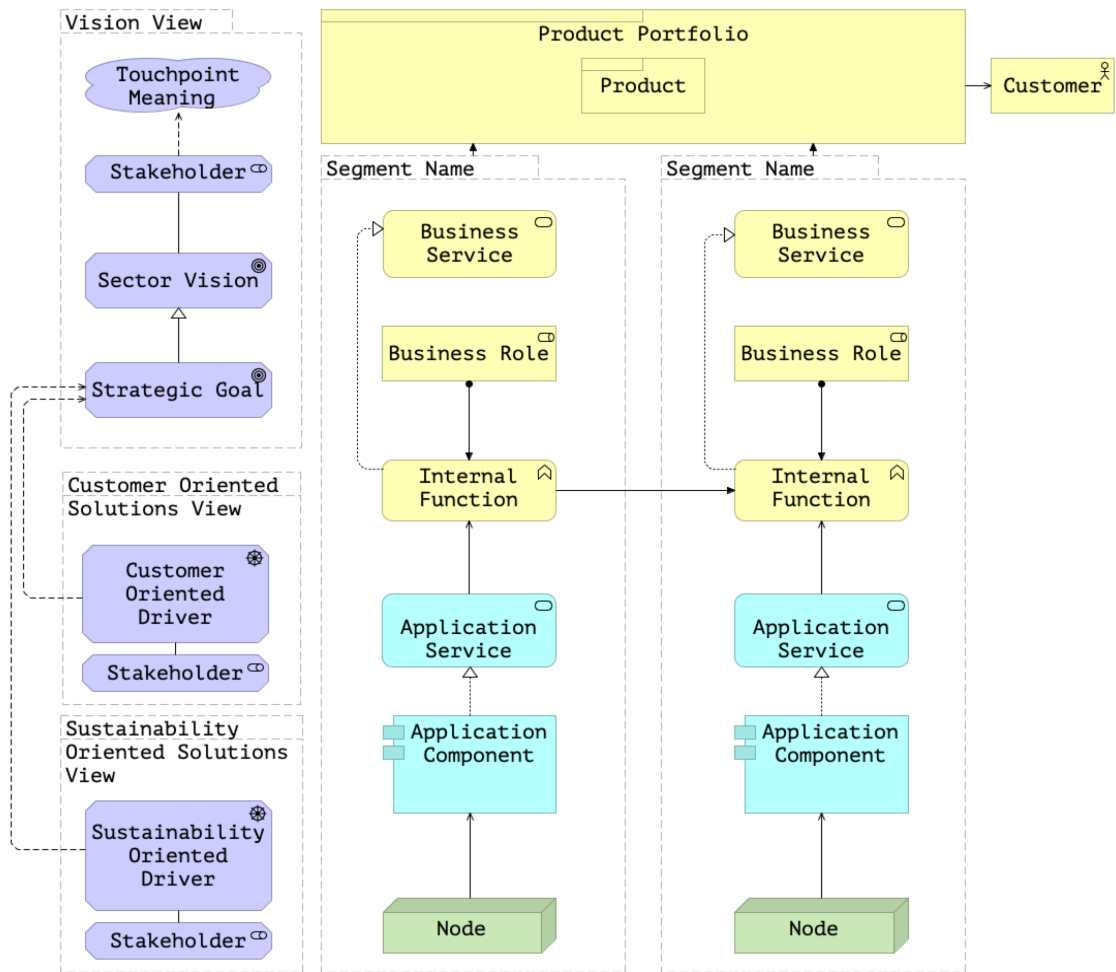 Vision View
Touchpoint
Meaning
Stakeholder
Sector Vision
Strategic Goal
Customer Oriented
Solutions View
Customer
Oriented
Driver
Stakeholder
Sustainability
Oriented Solutions
View
Sustainability
Oriented
Driver
Stakeholder
Product Portfolio
Product
Customer
Segment Name
Business
Service
Business Role
Internal
Function
Application
Service
Application
Component
Node
Segment Name
Business
Service
Business Role
Internal
Function
Application
Service
Application
Component
Node